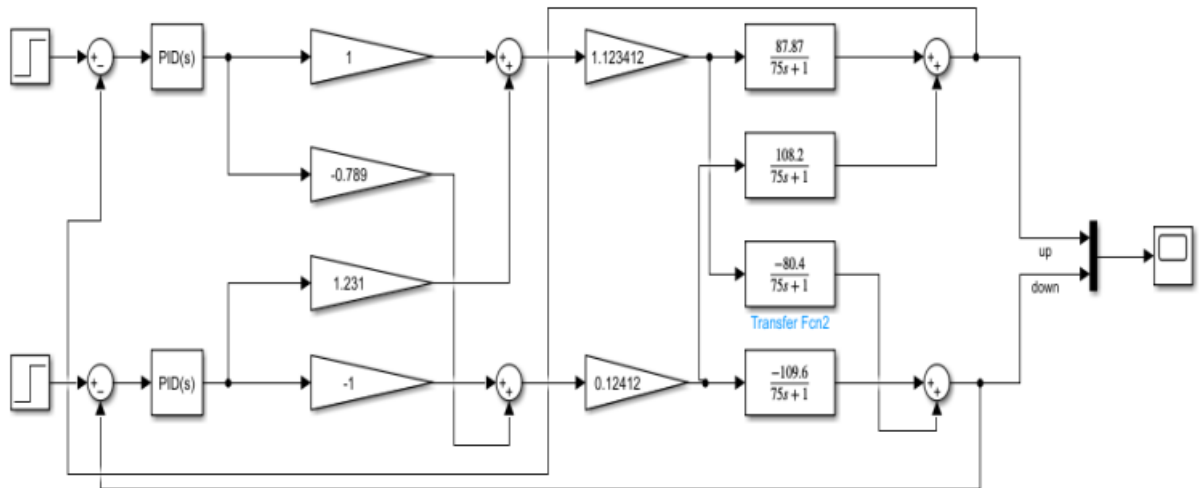 PID(s)
1
1.123412
87.87
75s + 1
108.2
75s + 1
-0.789
up
1.231
-80.4
75s + 1
down
Transfer Fcn2
PID(s)
-1
0.12412
-109.6
75s + 1